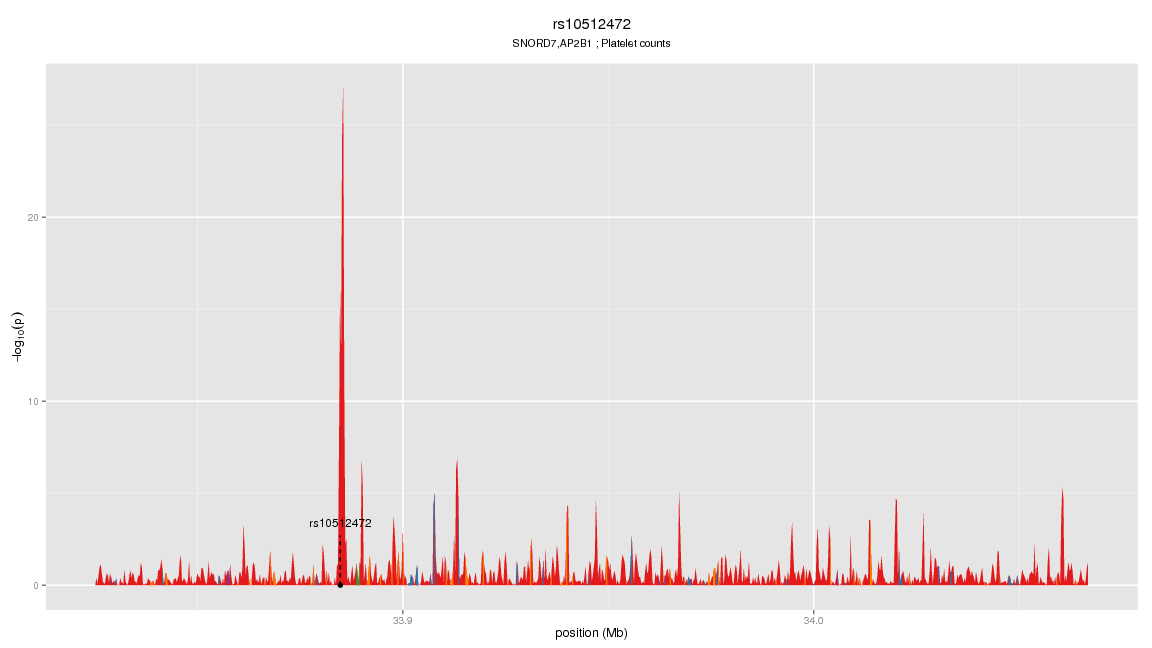 rs10512472
SNORD7,AP2B1 ; Platelet counts
20
10
0
−log10(p)
rs10512472
33.9
34.0
position (Mb)